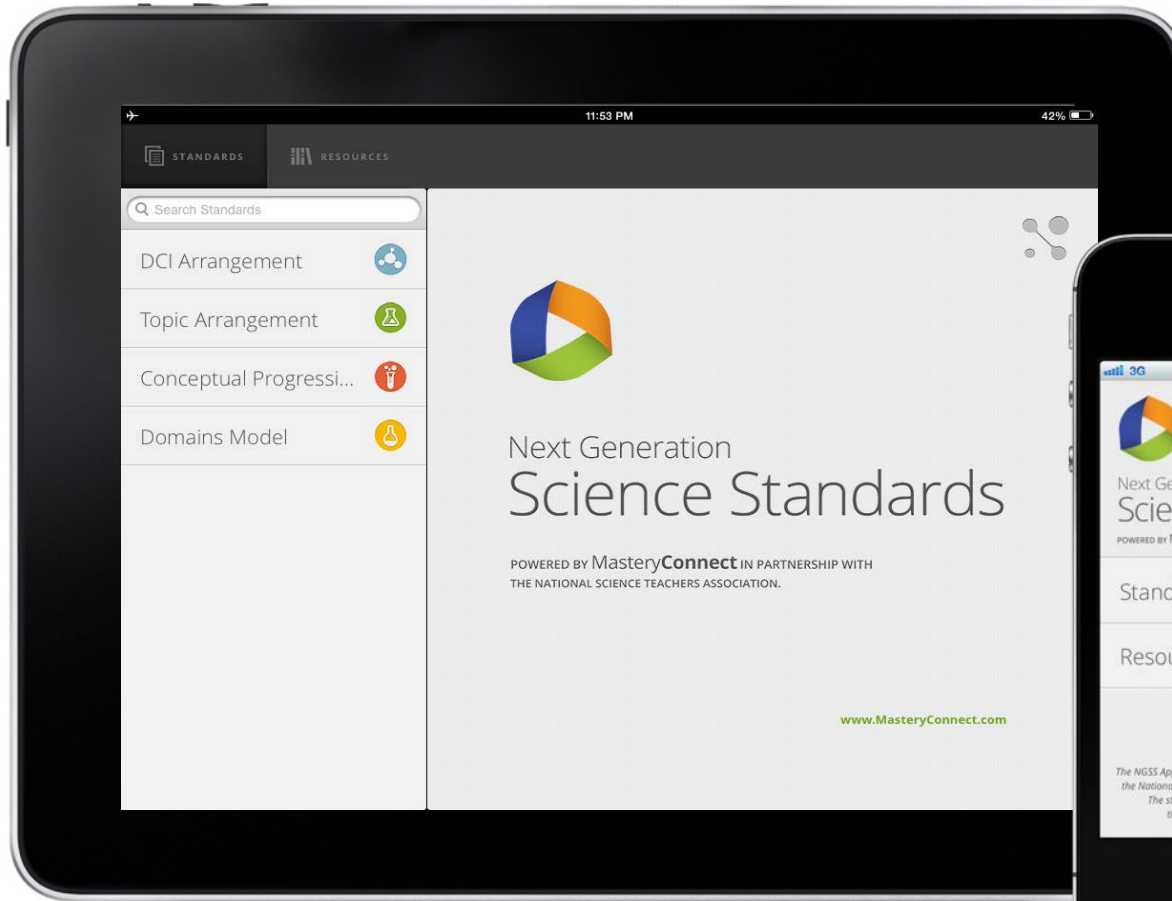 11:53 PM
42%
STANDARDS
RESOURCES
Search Standards
DCI Arrangement
Topic Arrangement
Conceptual Progressi...
Domains Model
Next Generation
Science Standards
POWERED BY MasteryConnect IN PARTNERSHIP WITH
THE NATIONAL SCIENCE TEACHERS ASSOCIATION.
www.MasteryConnect.com
3G
Next Ge
Scie
POWERED BY
Stand
Resou
The NGSS Ap
the Nationa
The st